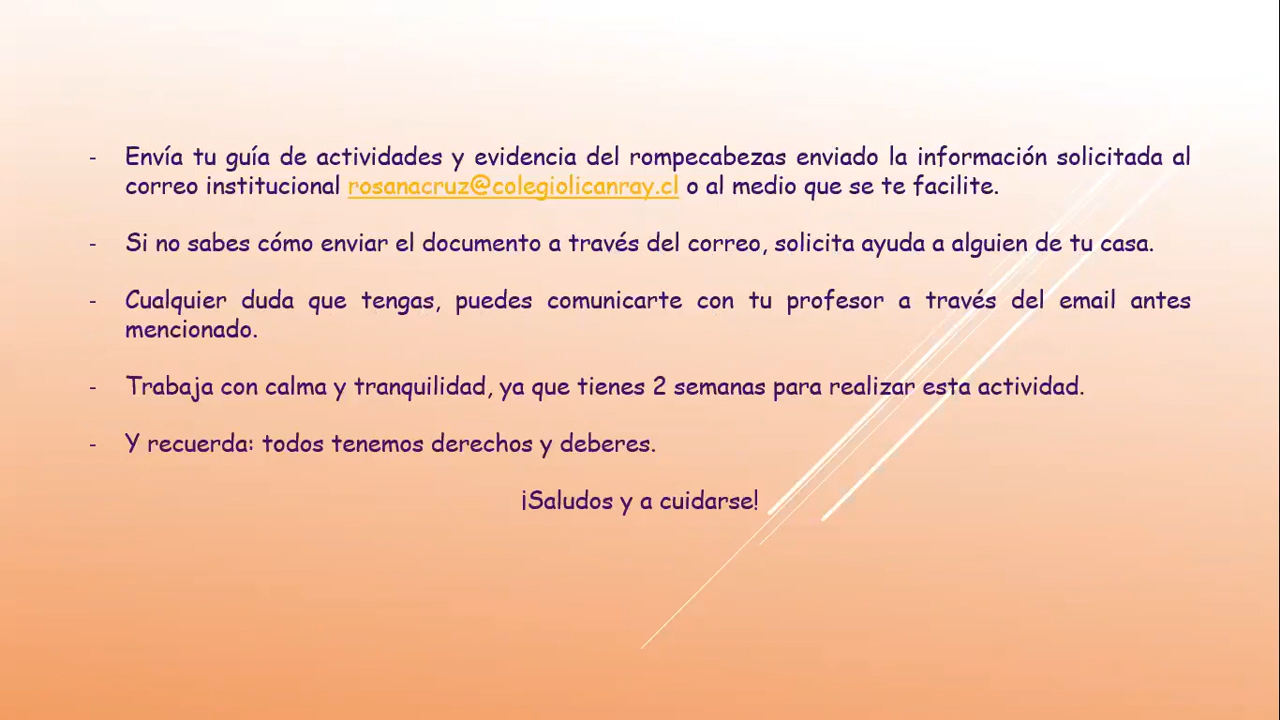 - Envía tu guía de actividades y evidencia del rompecabezas enviado la información solicitada al
correo institucional rosanacruz@colegiolicanray.cl o al medio que se te facilite.
- Si no sabes cómo enviar el documento a través del correo, solicita ayuda a alguien de tu casa.
- Cualquier duda que tengas, puedes comunicarte con tu profesor a través del email antes
mencionado.
- Trabaja con calma y tranquilidad, ya que tienes 2 semanas para realizar esta actividad.
- Y recuerda: todos tenemos derechos y deberes.
¡Saludos y a cuidarse!